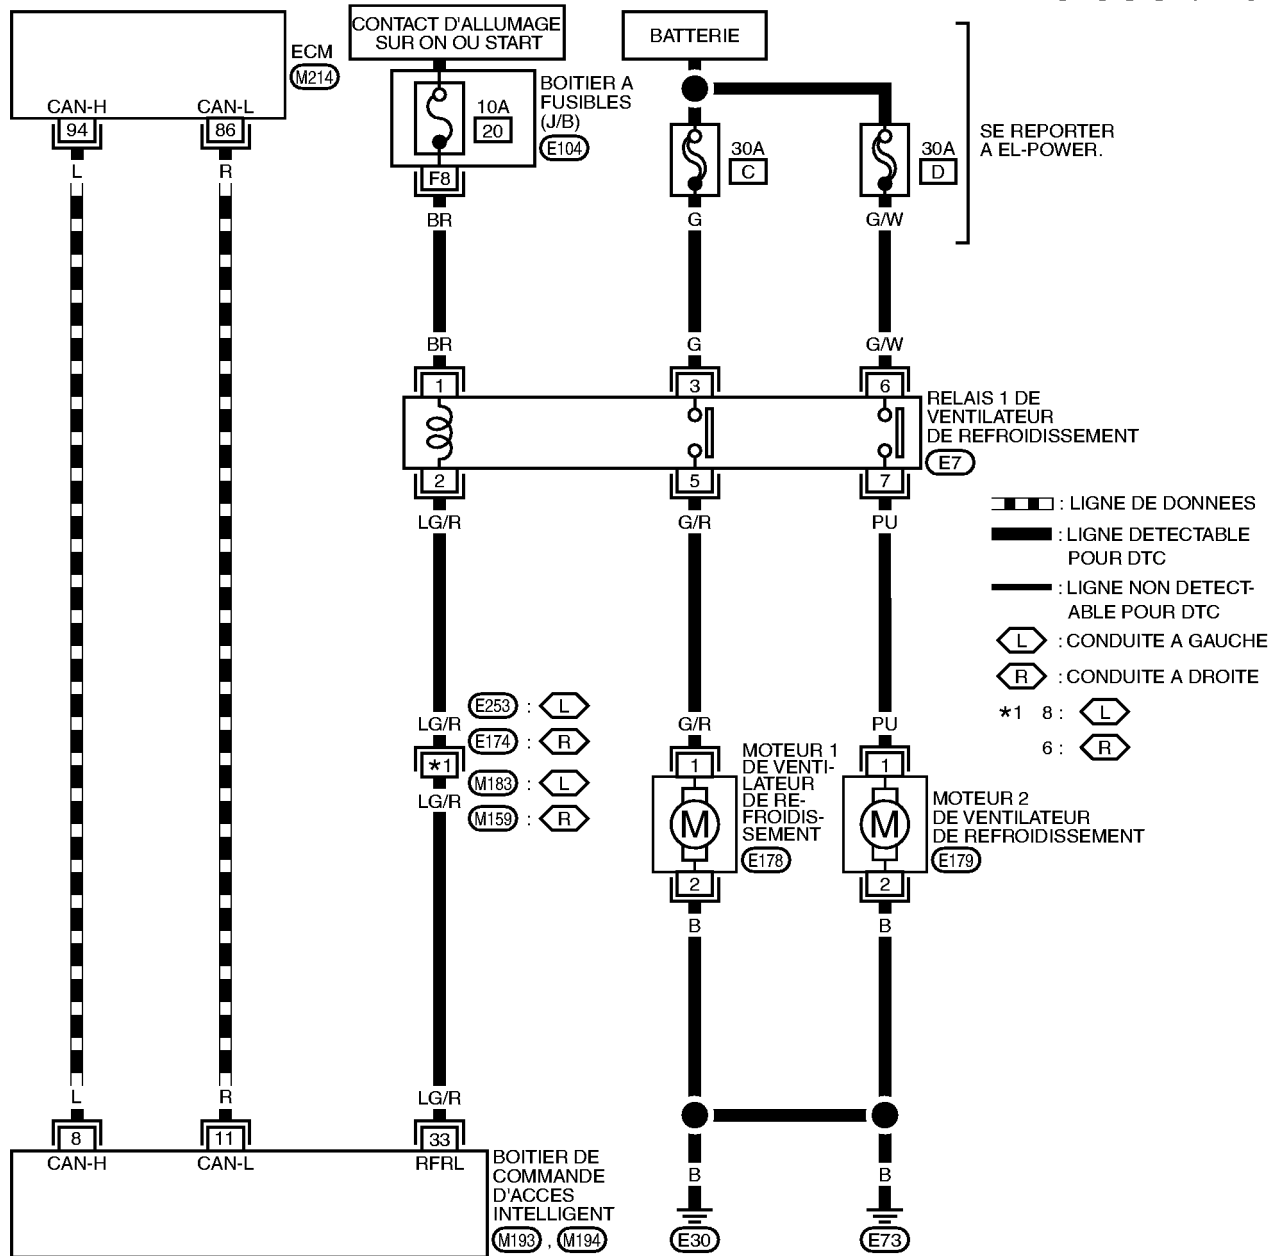 CONTACT D'ALLUMAGE
SUR ON OU START
BATTERIE
ECM
M214
CAN-H
CAN-L
94
86
L
R
10A
20
BOITIER A
FUSIBLES
(J/B)
E104
F8
BR
30A
C
30A
D
SE REPORTER
A EL-POWER.
G
G/W
BR
G
G/W
1
3
6
RELAIS 1 DE
VENTILATEUR
DE REFROIDISSEMENT
E7
2
5
7
LG/R
G/R
PU
: LIGNE DE DONNEES
: LIGNE DETECTABLE
POUR DTC
: LIGNE NON DETECT-
ABLE POUR DTC
L : CONDUITE A GAUCHE
R : CONDUITE A DROITE
*1 8 : L
6 : R
LG/R
E253 : L
E174 : R
*1
M183 : L
LG/R
M159 : R
G/R
PU
1
MOTEUR 1
DE VENTI-
LATEUR
DE RE-
FROIDIS-
SEMENT
E178
M
2
1
MOTEUR 2
DE VENTILATEUR
DE REFROIDISSEMENT
E179
M
2
B
B
L
R
LG/R
8
11
33
CAN-H
CAN-L
RFRL
BOITIER DE
COMMANDE
D'ACCES
INTELLIGENT
M193 , M194
B
B
E30
E73